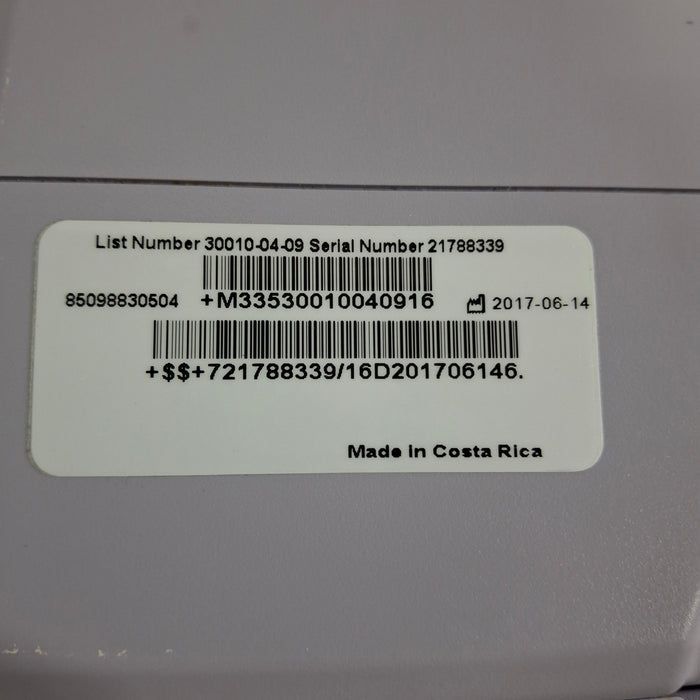 List Number 30010-04-09 Serial Number 21788339
85098830504 +M33530010040916 2017-06-14
+$$+721788339/16D201706146.
Made in Costa Rica